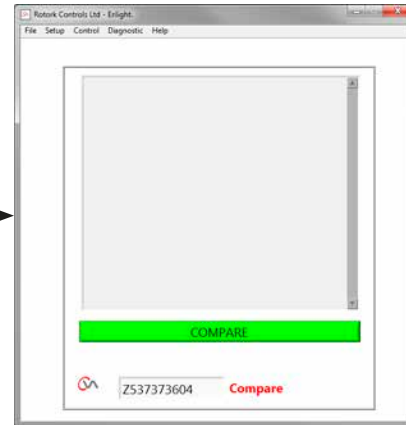 Rotork Controls Ltd - Enlight.
File Setup Control Diagnostic Help
COMPARE
Z537373604 Compare